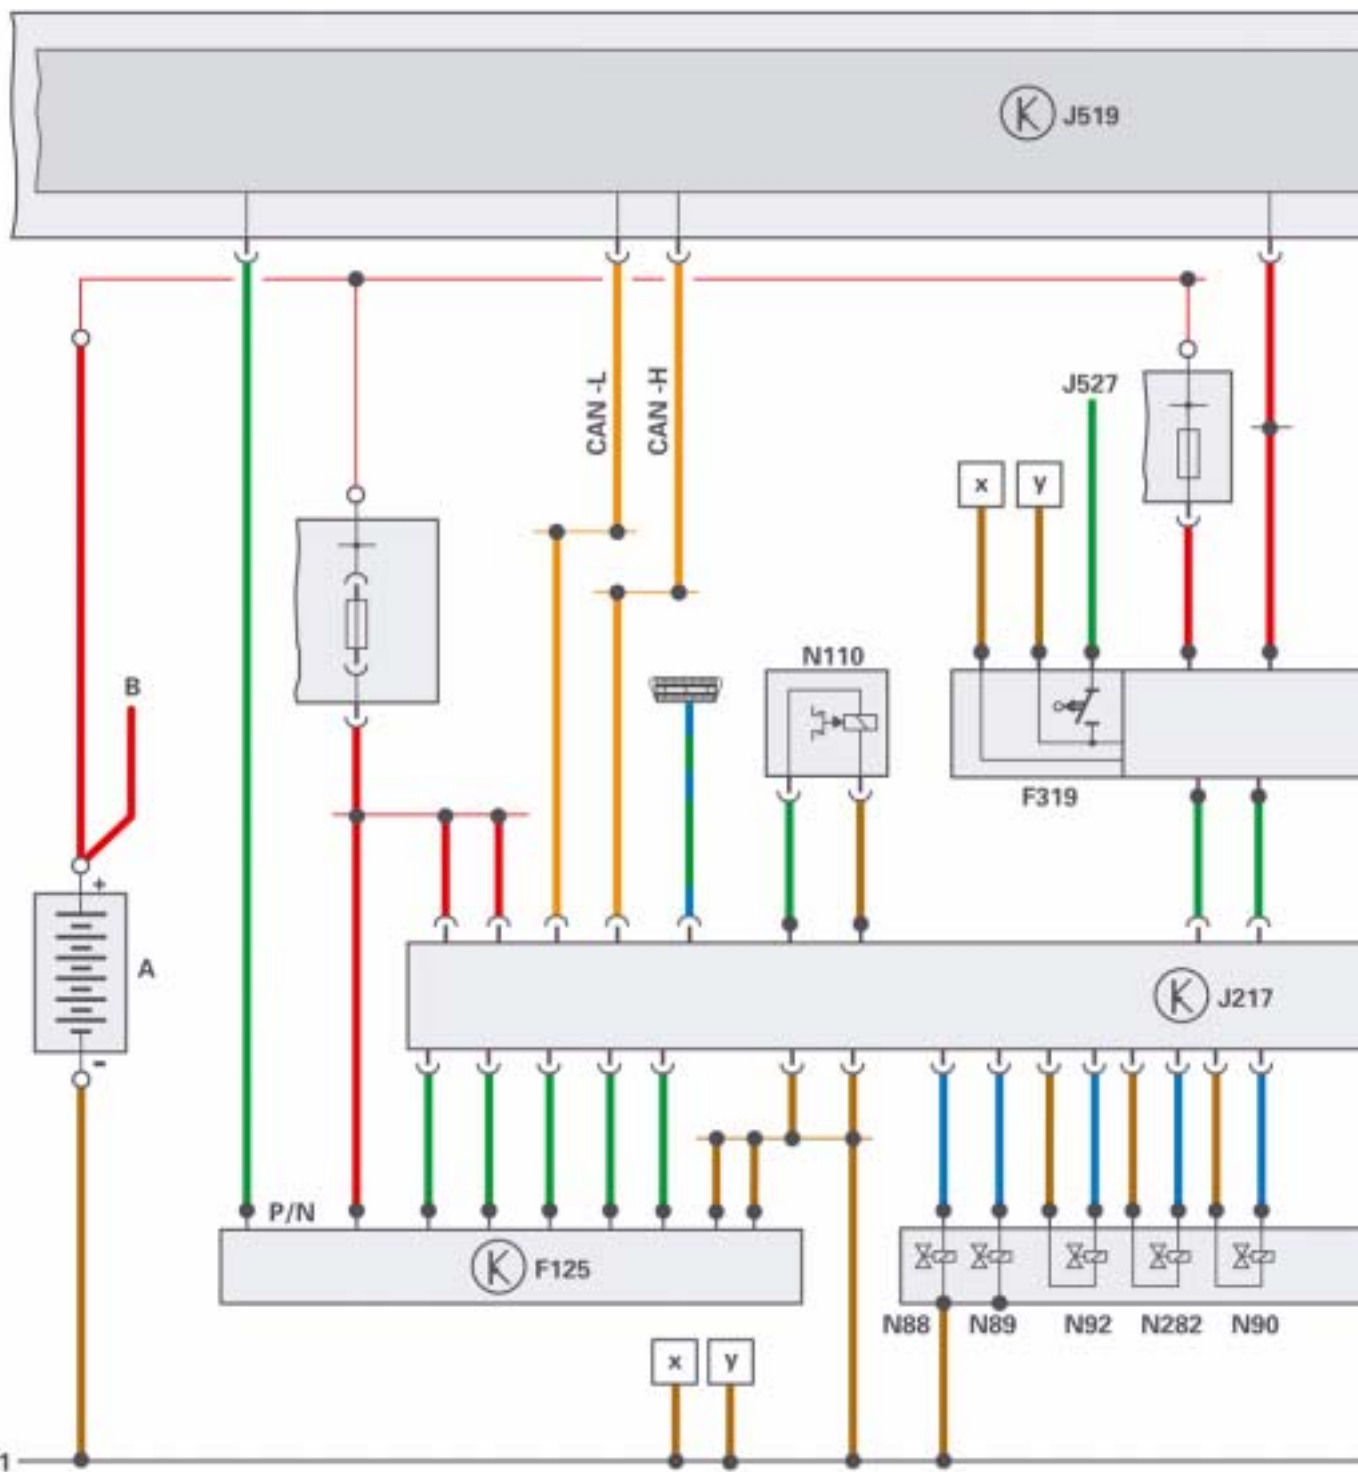 J519
CAN -L
CAN -H
J527
x
y
N110
B
F319
+
A
J217
-
P/N
F125
N88
N89
N92
N282
N90
x
y
1